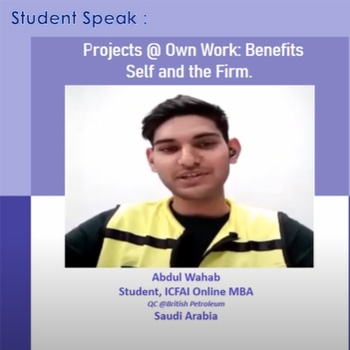 Student Speak :
Projects @ Own Work: Benefits
Self and the Firm.
Abdul Wahab
Student, ICFAI Online MBA
QC @British Petroleum
Saudi Arabia